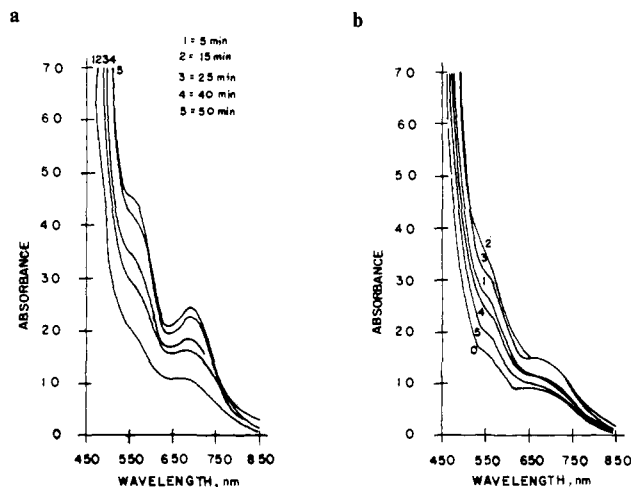 a
1 = 5 min
2 = 15 min
3 = 25 min
4 = 40 min
5 = 50 min
1234
5
70
60
50
40
30
20
10
0
ABSORBANCE
450 550 650 750 850
WAVELENGTH, nm
b
70
60
50
40
30
20
10
0
ABSORBANCE
2
3
1
4
5
0
450 550 650 750 850
WAVELENGTH, nm